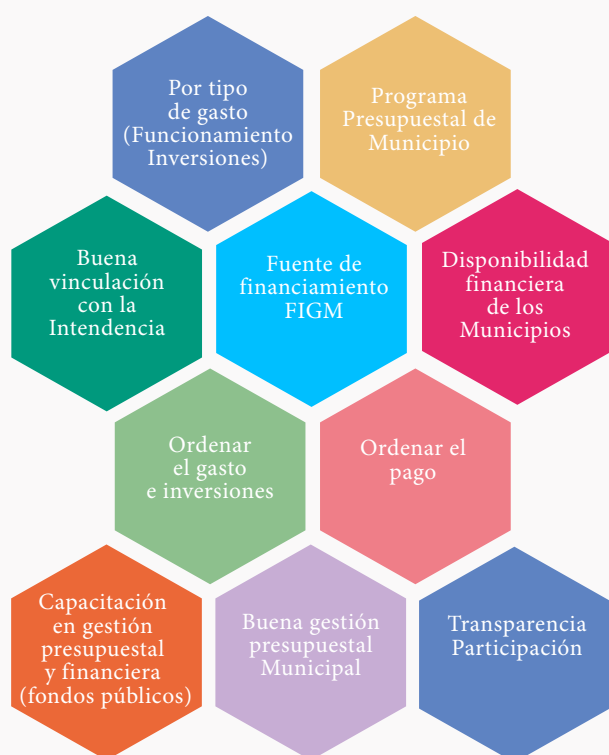 Por tipo
de gasto
(Funcionamiento
Inversiones)
Programa
Presupuestal de
Municipio
Buena
vinculación
con la
Intendencia
Fuente de
financiamiento
FIGM
Disponibilidad
financiera
de los
Municipios
Ordenar
el gasto
e inversiones
Ordenar el
pago
Capacitación
en gestión
presupuestal
y financiera
(fondos públicos)
Buena gestión
presupuestal
Municipal
Transparencia
Participación